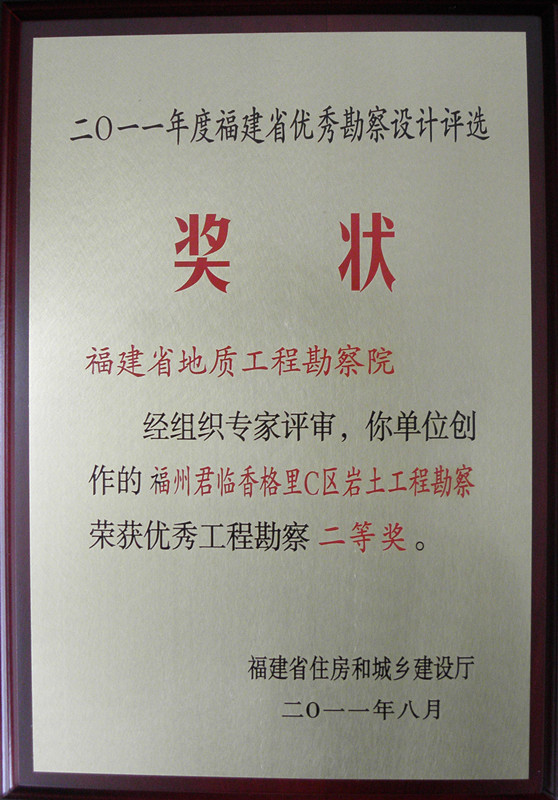 二〇一一年度福建省优秀勘察设计评选
奖 状
福建省地质工程勘察院
经组织专家评审，你单位创
作的 福州君临香格里C区岩土工程勘察
荣获优秀工程勘察 二等奖 。
福建省住房和城乡建设厅
二〇一一年八月